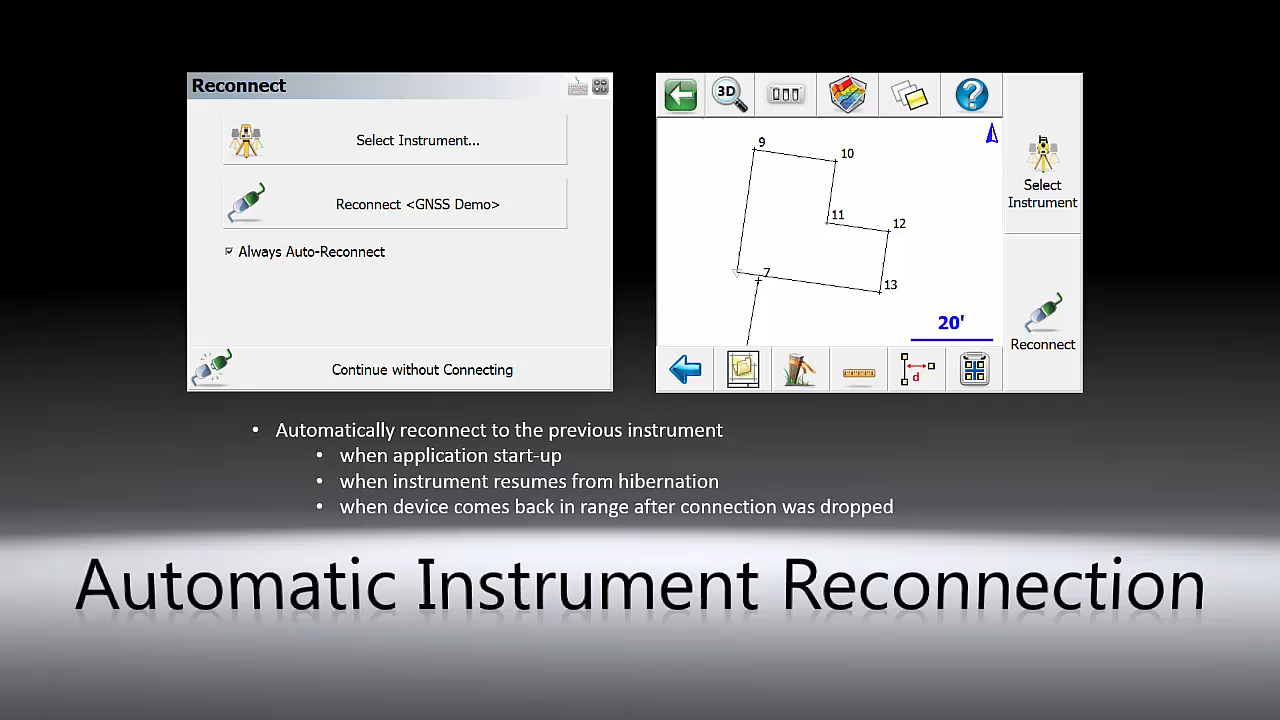 Reconnect
Select Instrument...
Reconnect <GNSS Demo>
Always Auto-Reconnect
Continue without Connecting
3D
9
10
11
12
7
13
20'
d
Select
Instrument
Reconnect
• Automatically reconnect to the previous instrument
• when application start-up
• when instrument resumes from hibernation
• when device comes back in range after connection was dropped
Automatic Instrument Reconnection